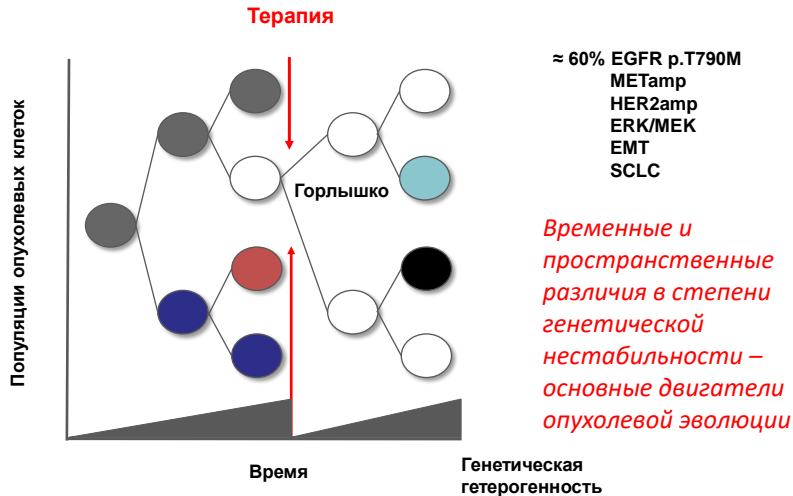 Терапия
Популяции опухолевых клеток
Горлышко
Время
Генетическая
гетерогенность
≈ 60% EGFR p.T790M
METamp
HER2amp
ERK/MEK
EMT
SCLC
Временные и
пространственные
различия в степени
генетической
нестабильности –
основные двигатели
опухолевой эволюции